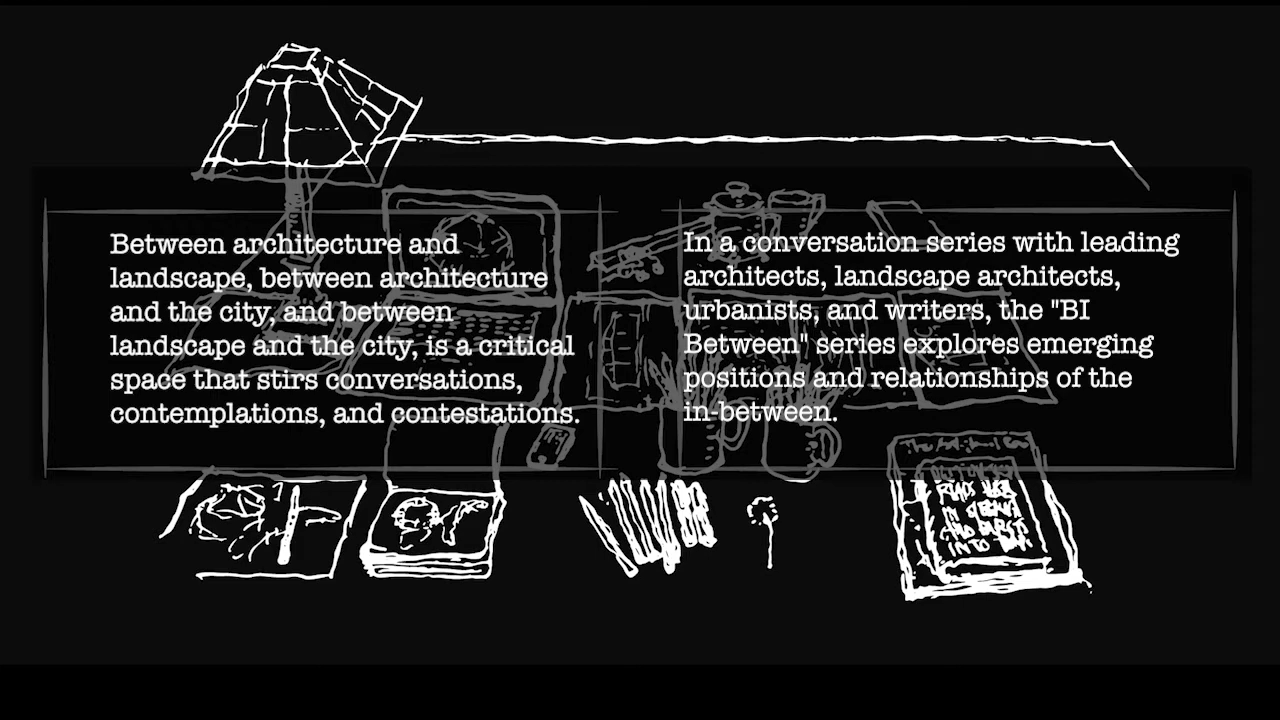 Between architecture and
landscape, between architecture
and the city, and between
landscape and the city, is a critical
space that stirs conversations,
contemplations, and contestations.
In a conversation series with leading
architects, landscape architects,
urbanists, and writers, the "BI
Between" series explores emerging
positions and relationships of the
in-between.